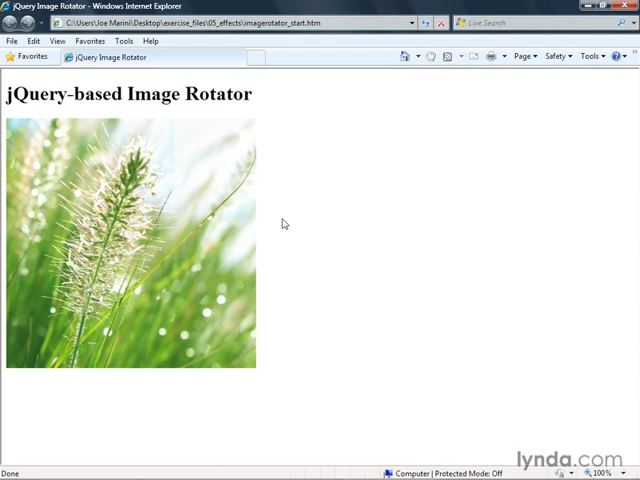 jQuery Image Rotator - Windows Internet Explorer
C:\Users\Joe Marini\Desktop\exercise_files\05_effects\imagerotator_start.htm
Live Search
File Edit View Favorites Tools Help
Favorites jQuery Image Rotator Page Safety Tools
jQuery-based Image Rotator
lynda.com
Done Computer | Protected Mode: Off 100%